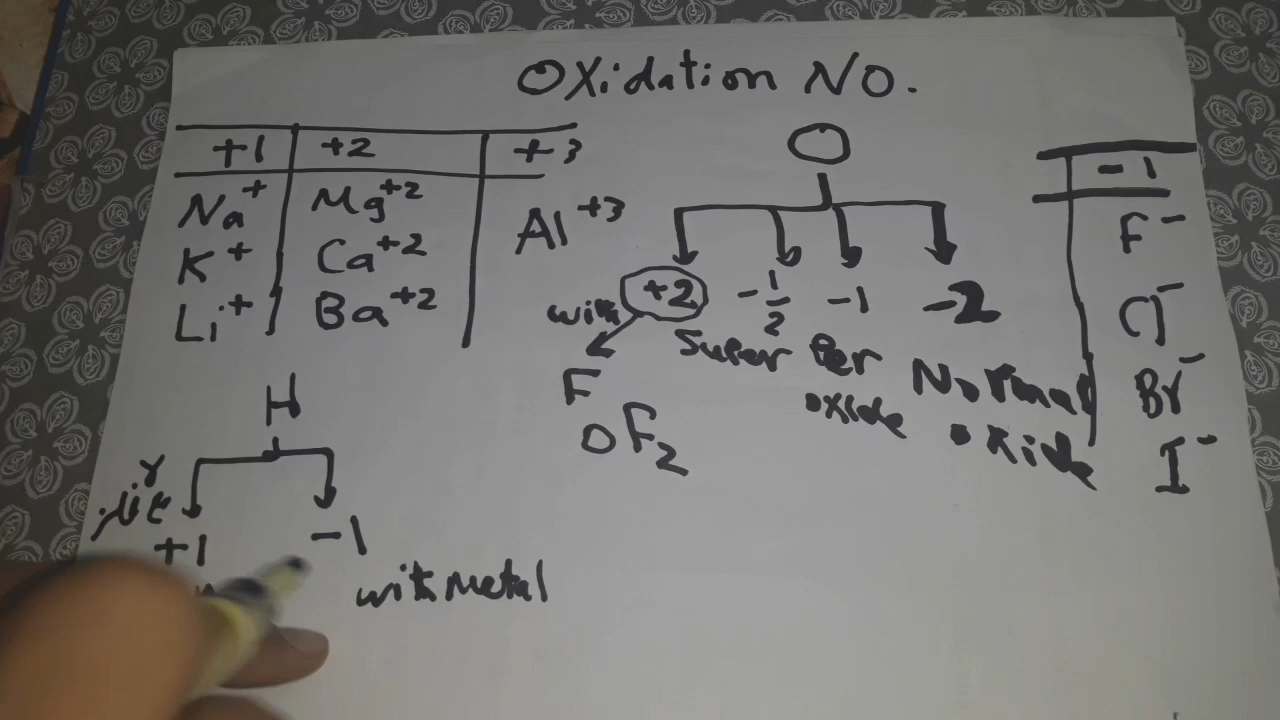 Oxidation NO.
+1 +2 +3
Na+ Mg+2 Al+3
K+ Ca+2
Li+ Ba+2
O
+2 -1/2 -1 -2
with
F
OF2
Super
Per oxide
Normal oxide
-1
F-
Cl-
Br-
I-
H
+1 -1
with metal